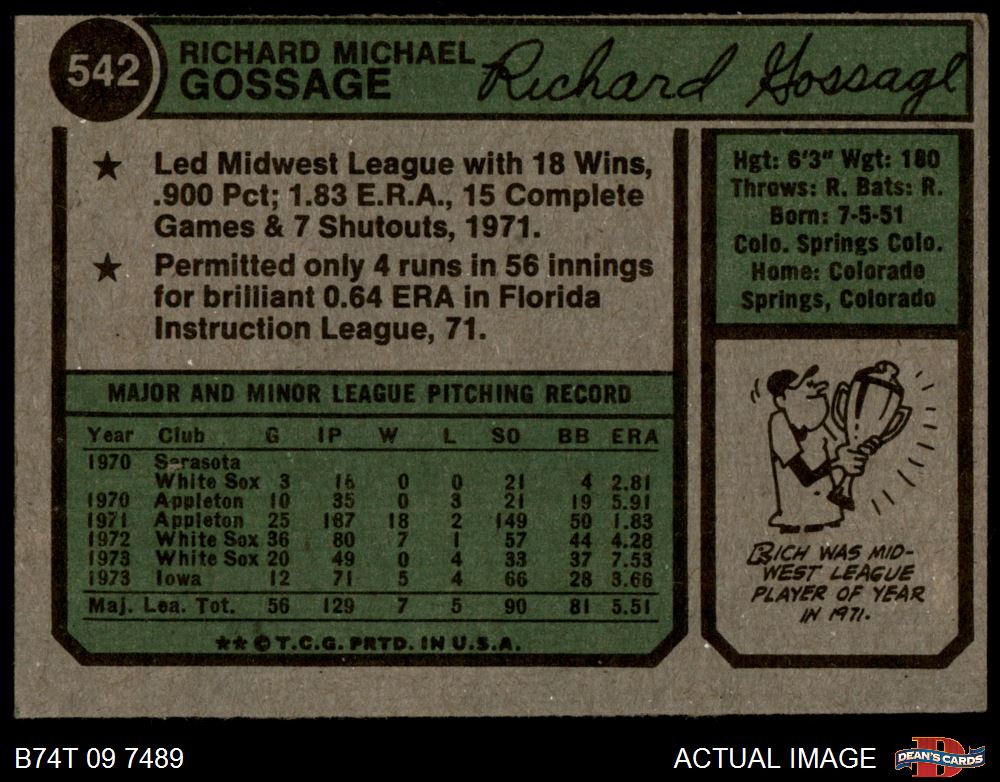 542
RICHARD MICHAEL
GOSSAGE
Richard Gossage
★ Led Midwest League with 18 Wins,
.900 Pct; 1.83 E.R.A., 15 Complete
Games & 7 Shutouts, 1971.
★ Permitted only 4 runs in 56 innings
for brilliant 0.64 ERA in Florida
Instruction League, 71.
Hgt: 6'3" Wgt: 180
Throws: R. Bats: R.
Born: 7-5-51
Colo. Springs Colo.
Home: Colorado
Springs, Colorado
MAJOR AND MINOR LEAGUE PITCHING RECORD
Year Club G IP W L SO BB ERA
1970 Sarasota
White Sox 3 16 0 0 21 4 2.81
1970 Appleton 10 35 0 3 21 19 5.91
1971 Appleton 25 187 18 2 149 50 1.83
1972 White Sox 36 80 7 1 57 44 4.28
1973 White Sox 20 49 0 4 33 37 7.53
1973 Iowa 12 71 5 4 66 28 3.66
Maj. Lea. Tot. 56 129 7 5 90 81 5.51
★★ © T.C.G. PRTD. IN U.S.A.
RICH WAS MID-
WEST LEAGUE
PLAYER OF YEAR
IN 1971.
B74T 09 7489
ACTUAL IMAGE
D
DEAN'S CARDS